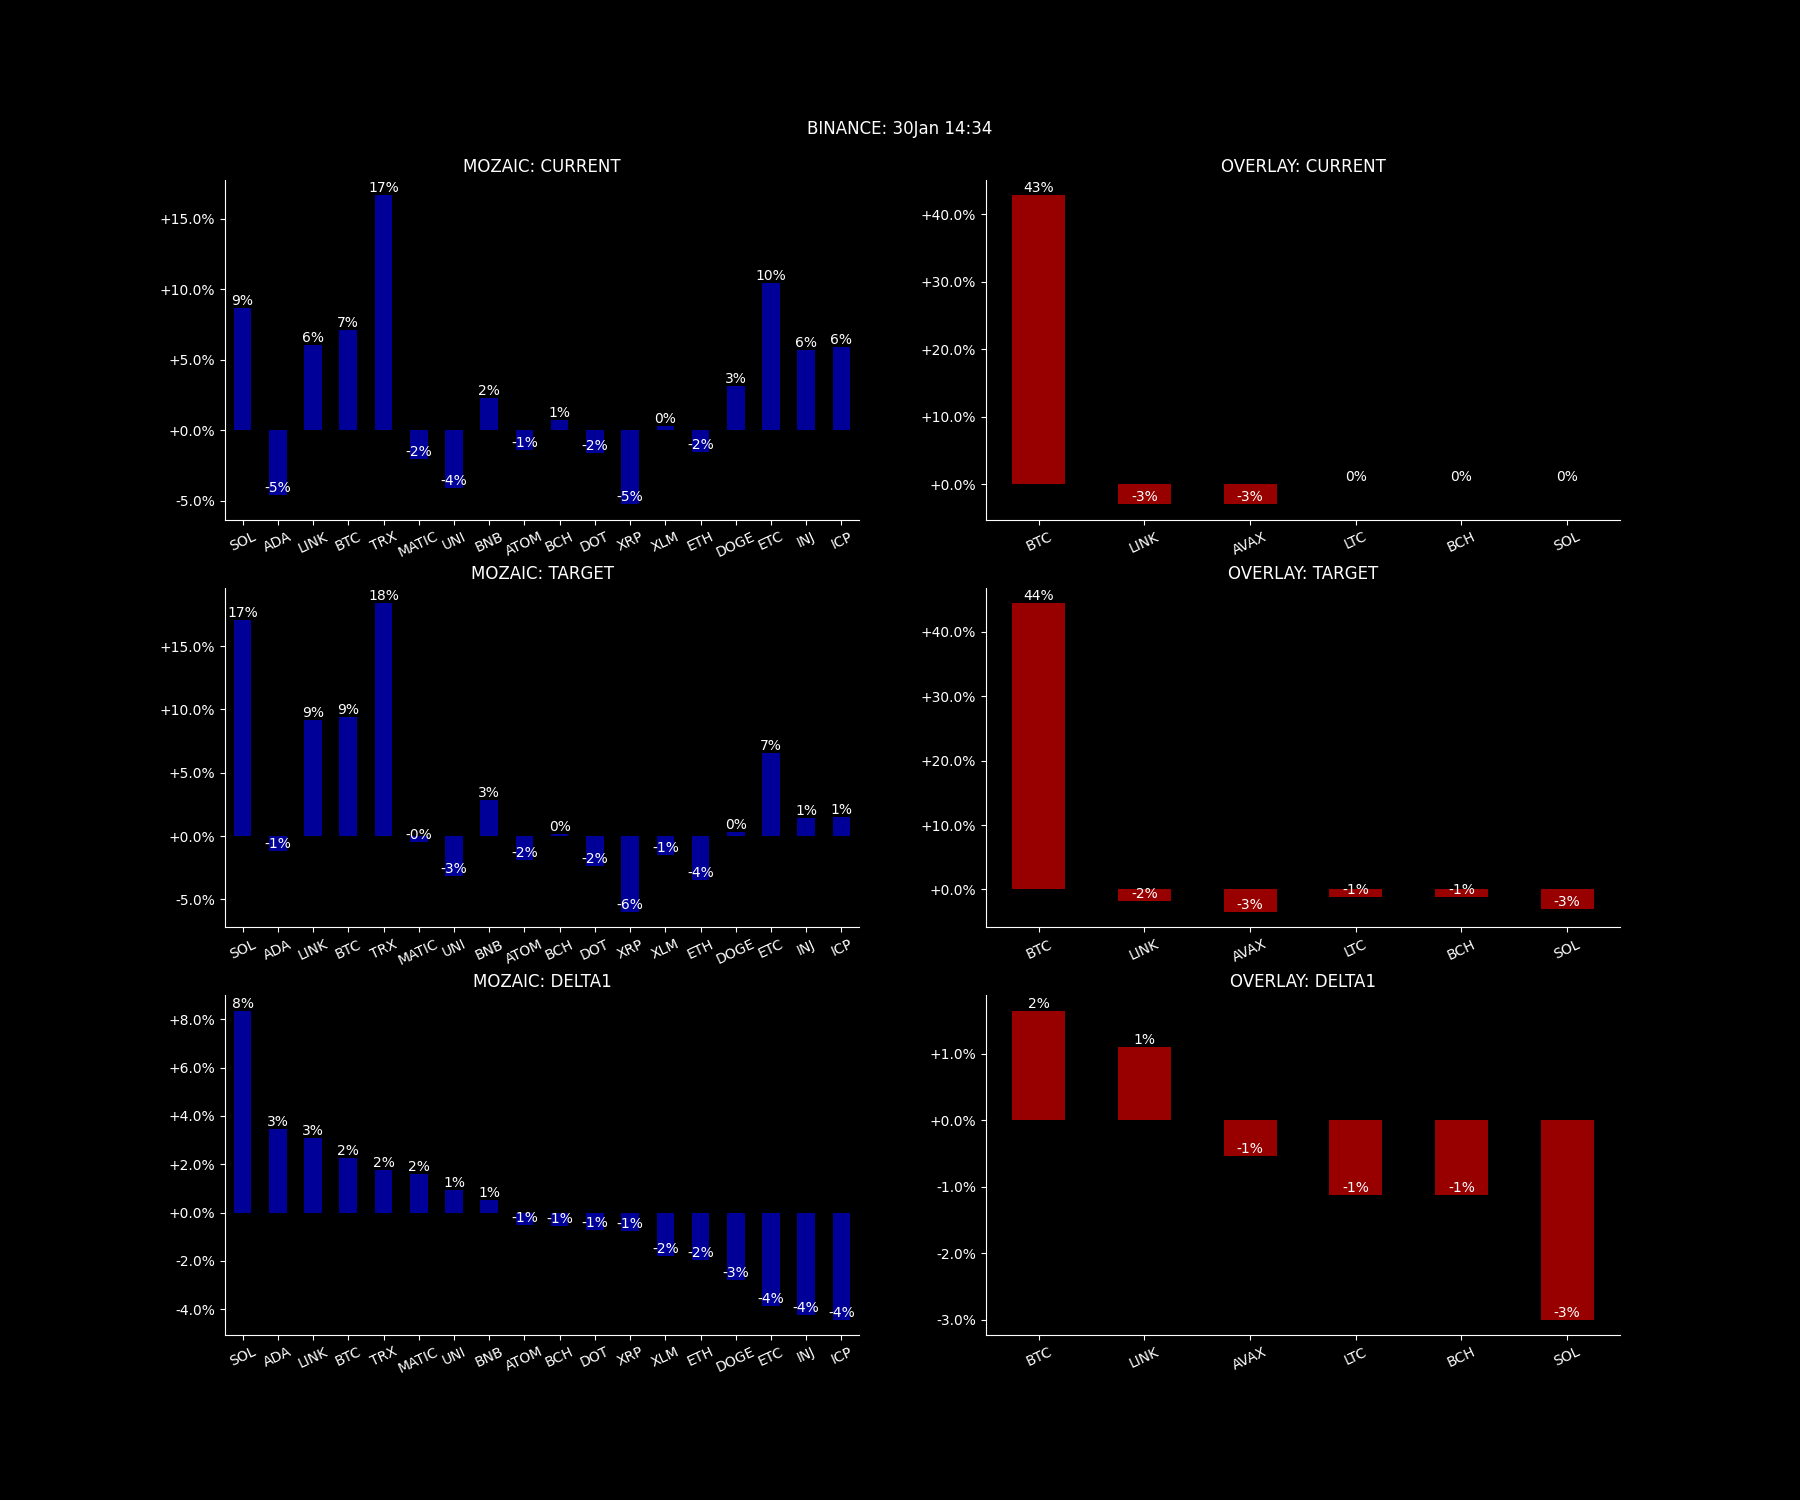 BINANCE: 30Jan 14:34
MOZAIC: CURRENT
+15.0%
+10.0%
+5.0%
+0.0%
-5.0%
9% -5% 6% 7% 17% -2% -4% 2% -1% 1% -2% -5% 0% -2% 3% 10% 6% 6%
SOL ADA LINK BTC TRX MATIC UNI BNB ATOM BCH DOT XRP XLM ETH DOGE ETC INJ ICP
OVERLAY: CURRENT
+40.0%
+30.0%
+20.0%
+10.0%
+0.0%
43% -3% -3% 0% 0% 0%
BTC LINK AVAX LTC BCH SOL
MOZAIC: TARGET
+15.0%
+10.0%
+5.0%
+0.0%
-5.0%
17% -1% 9% 9% 18% -0% -3% 3% -2% 0% -2% -6% -1% -4% 0% 7% 1% 1%
SOL ADA LINK BTC TRX MATIC UNI BNB ATOM BCH DOT XRP XLM ETH DOGE ETC INJ ICP
OVERLAY: TARGET
+40.0%
+30.0%
+20.0%
+10.0%
+0.0%
44% -2% -3% -1% -1% -3%
BTC LINK AVAX LTC BCH SOL
MOZAIC: DELTA1
+8.0%
+6.0%
+4.0%
+2.0%
+0.0%
-2.0%
-4.0%
8% 3% 3% 2% 2% 2% 1% 1% -1% -1% -1% -1% -2% -2% -3% -4% -4% -4%
SOL ADA LINK BTC TRX MATIC UNI BNB ATOM BCH DOT XRP XLM ETH DOGE ETC INJ ICP
OVERLAY: DELTA1
+1.0%
+0.0%
-1.0%
-2.0%
-3.0%
2% 1% -1% -1% -1% -3%
BTC LINK AVAX LTC BCH SOL